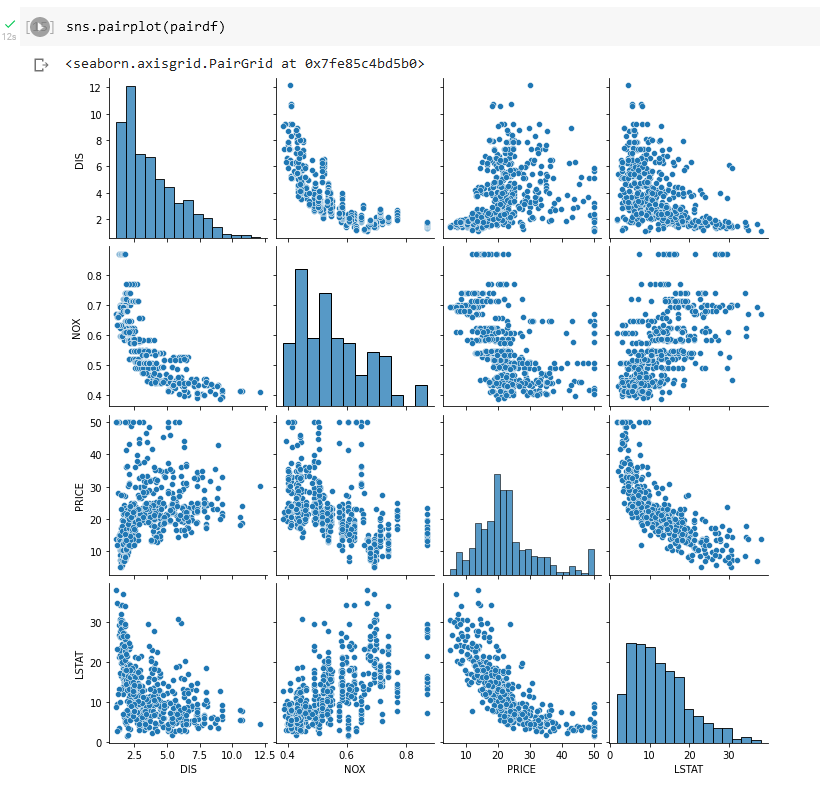 [15] sns.pairplot(pairdf)
12s
<seaborn.axisgrid.PairGrid at 0x7fe85c4bd5b0>
12
10
8
6
4
2
DIS
0.8
0.7
0.6
0.5
0.4
NOX
50
40
30
20
10
PRICE
30
20
10
0
LSTAT
2.5 5.0 7.5 10.0 12.5 0.4 0.6 0.8 10 20 30 40 50 0 10 20 30
DIS NOX PRICE LSTAT